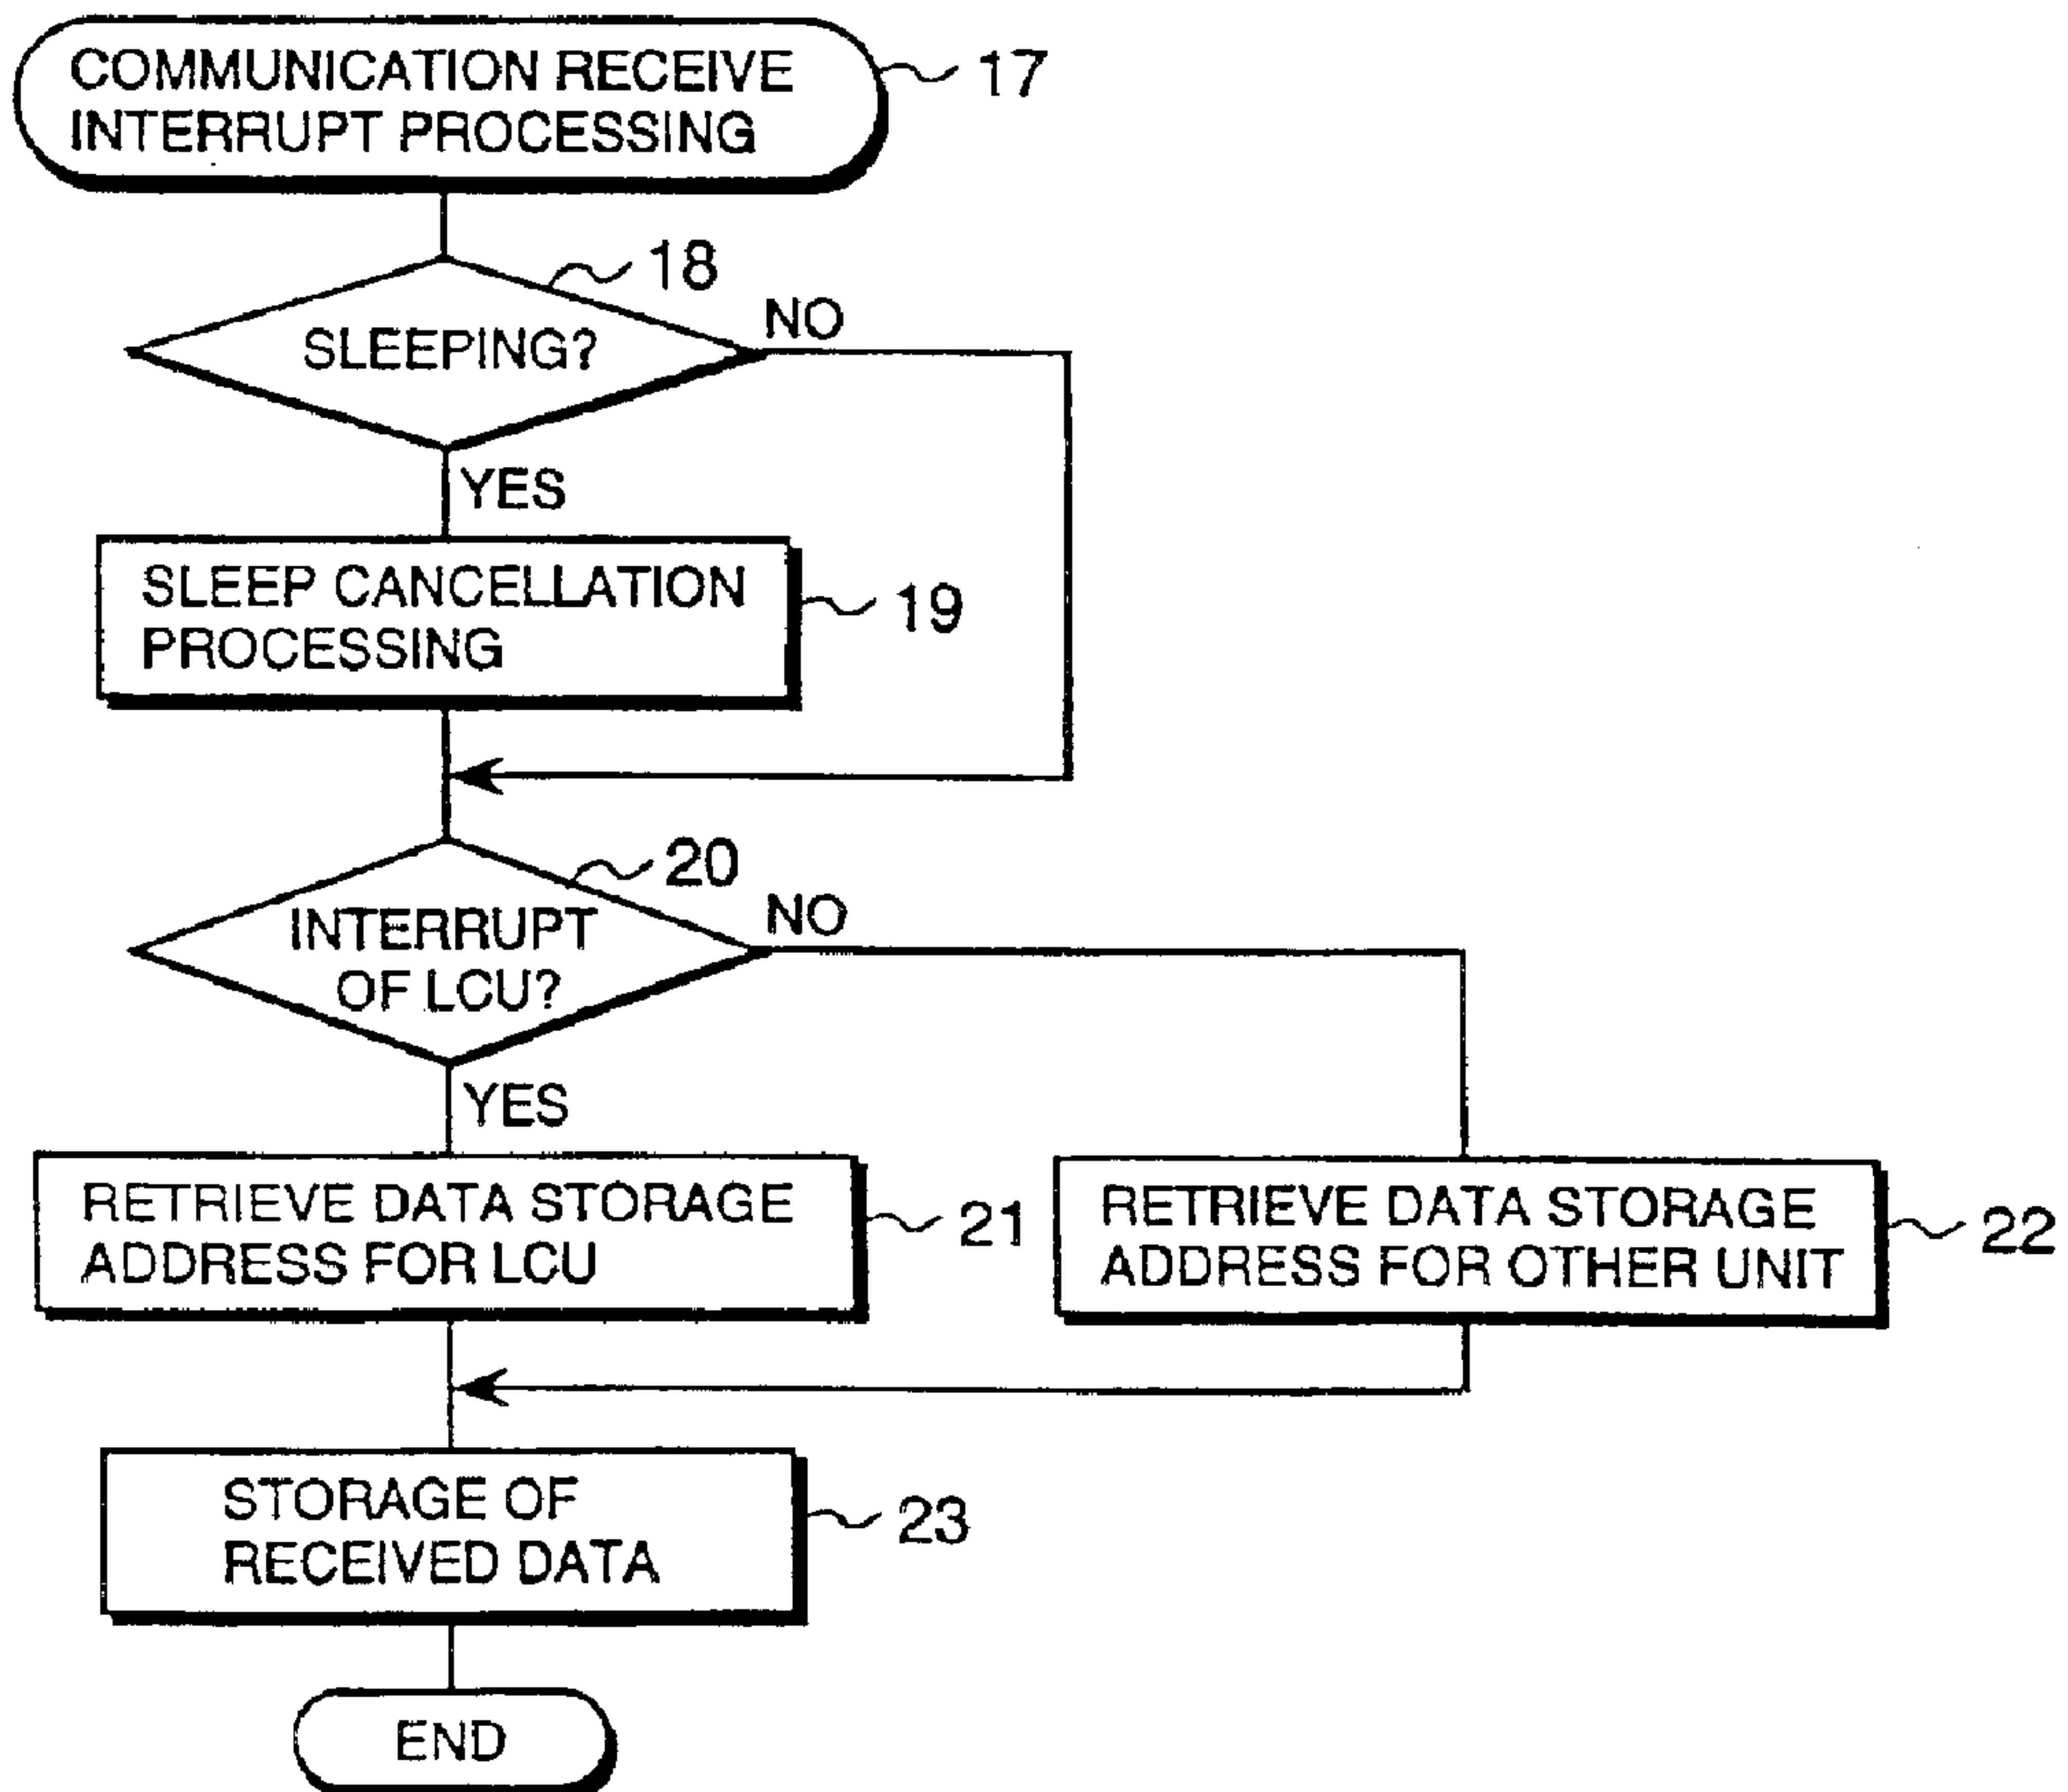 COMMUNICATION RECEIVE
INTERRUPT PROCESSING
17
18
SLEEPING?
NO
YES
SLEEP CANCELLATION
PROCESSING
19
20
INTERRUPT
OF LCU?
NO
YES
RETRIEVE DATA STORAGE
ADDRESS FOR LCU
21
RETRIEVE DATA STORAGE
ADDRESS FOR OTHER UNIT
22
STORAGE OF
RECEIVED DATA
23
END